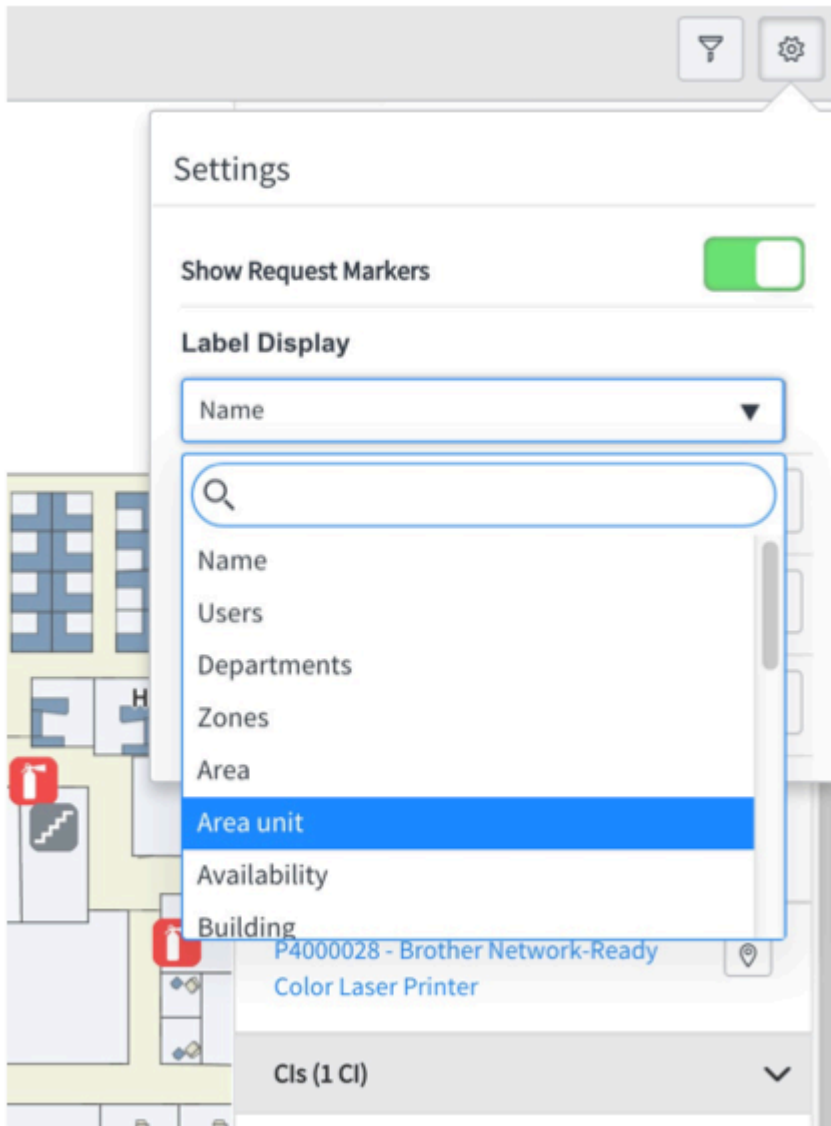 Settings
Show Request Markers
Label Display
Name
Name
Users
Departments
Zones
Area
Area unit
Availability
Building
H
P4000028 - Brother Network-Ready
Color Laser Printer
CIs (1 CI)